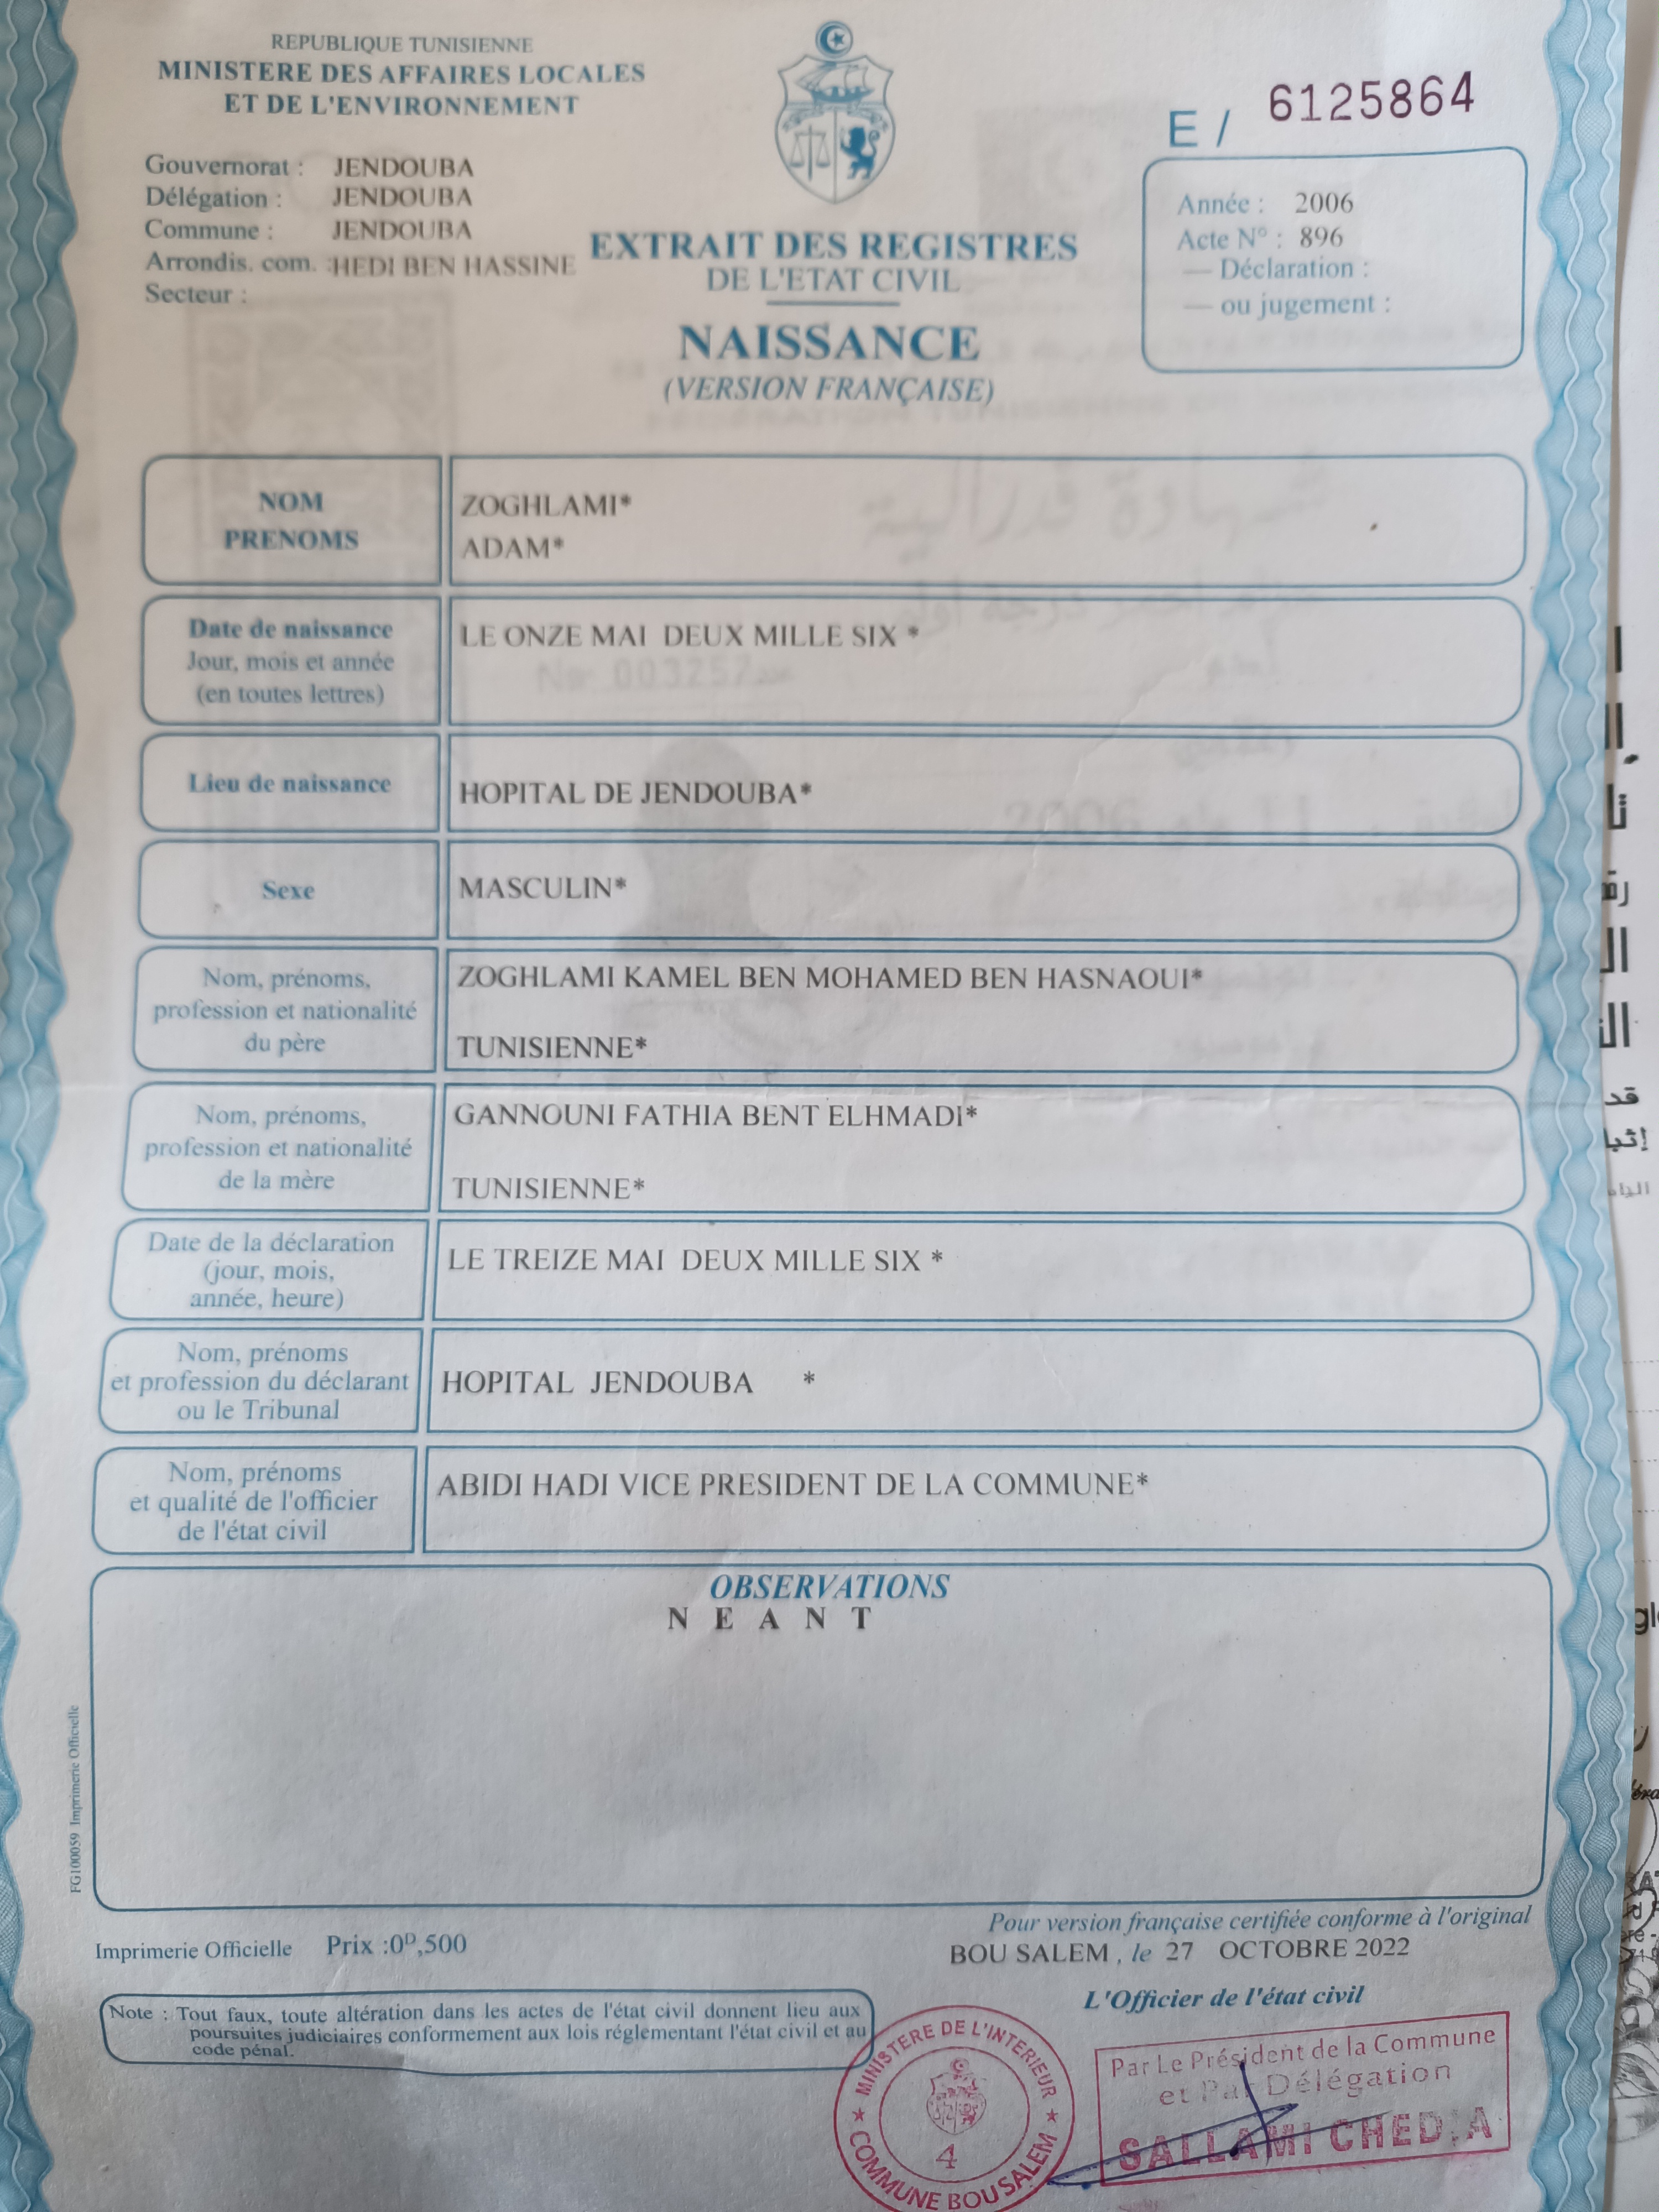 REPUBLIQUE TUNISIENNE
MINISTERE DES AFFAIRES LOCALES
ET DE L'ENVIRONNEMENT
E / 6125864
Gouvernorat : JENDOUBA
Délégation : JENDOUBA
Commune : JENDOUBA
Arrondis. com. : HEDI BEN HASSINE
Secteur :
EXTRAIT DES REGISTRES
DE L'ETAT CIVIL
NAISSANCE
(VERSION FRANÇAISE)
Année : 2006
Acte N° : 896
— Déclaration :
— ou jugement :
NOM
PRENOMS
ZOGHLAMI*
ADAM*
Date de naissance
Jour, mois et année
(en toutes lettres)
LE ONZE MAI DEUX MILLE SIX *
Lieu de naissance
HOPITAL DE JENDOUBA*
Sexe
MASCULIN*
Nom, prénoms,
profession et nationalité
du père
ZOGHLAMI KAMEL BEN MOHAMED BEN HASNAOUI*
TUNISIENNE*
Nom, prénoms,
profession et nationalité
de la mère
GANNOUNI FATHIA BENT ELHMADI*
TUNISIENNE*
Date de la déclaration
(jour, mois,
année, heure)
LE TREIZE MAI DEUX MILLE SIX *
Nom, prénoms
et profession du déclarant
ou le Tribunal
HOPITAL JENDOUBA *
Nom, prénoms
et qualité de l'officier
de l'état civil
ABIDI HADI VICE PRESIDENT DE LA COMMUNE*
OBSERVATIONS
N E A N T
FG100059 Imprimerie Officielle
Imprimerie Officielle Prix :0ᴰ,500
Pour version française certifiée conforme à l'original
BOU SALEM , le 27 OCTOBRE 2022
L'Officier de l'état civil
Note : Tout faux, toute altération dans les actes de l'état civil donnent lieu aux
poursuites judiciaires conformement aux lois réglementant l'état civil et au
code pénal.
MINISTERE DE L'INTERIEUR
4
COMMUNE BOU SALEM
Par Le Président de la Commune
et Par Délégation
SALLAMI CHEDIA